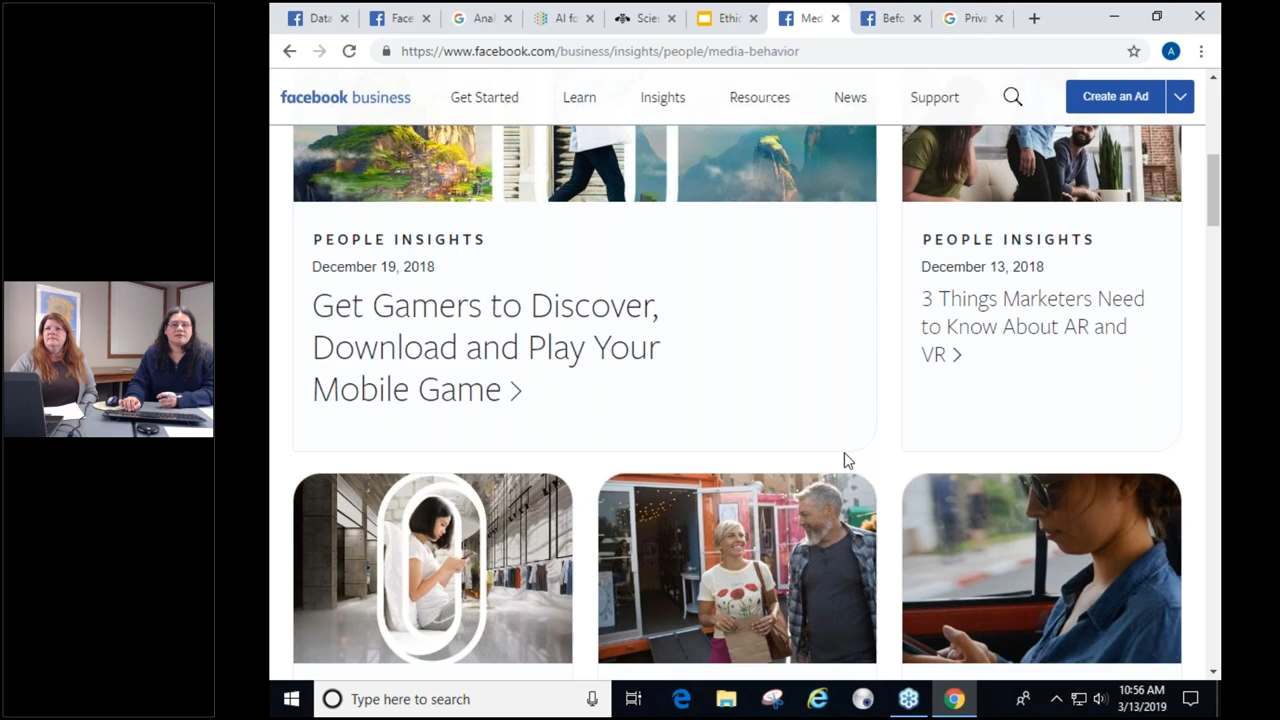 Data
Face
Anal
AI fo
Scie
Ethic
Med
Befo
Priva
https://www.facebook.com/business/insights/people/media-behavior
A
facebook business
Get Started
Learn
Insights
Resources
News
Support
Create an Ad
PEOPLE INSIGHTS
December 19, 2018
Get Gamers to Discover,
Download and Play Your
Mobile Game >
PEOPLE INSIGHTS
December 13, 2018
3 Things Marketers Need
to Know About AR and
VR >
Type here to search
10:56 AM
3/13/2019